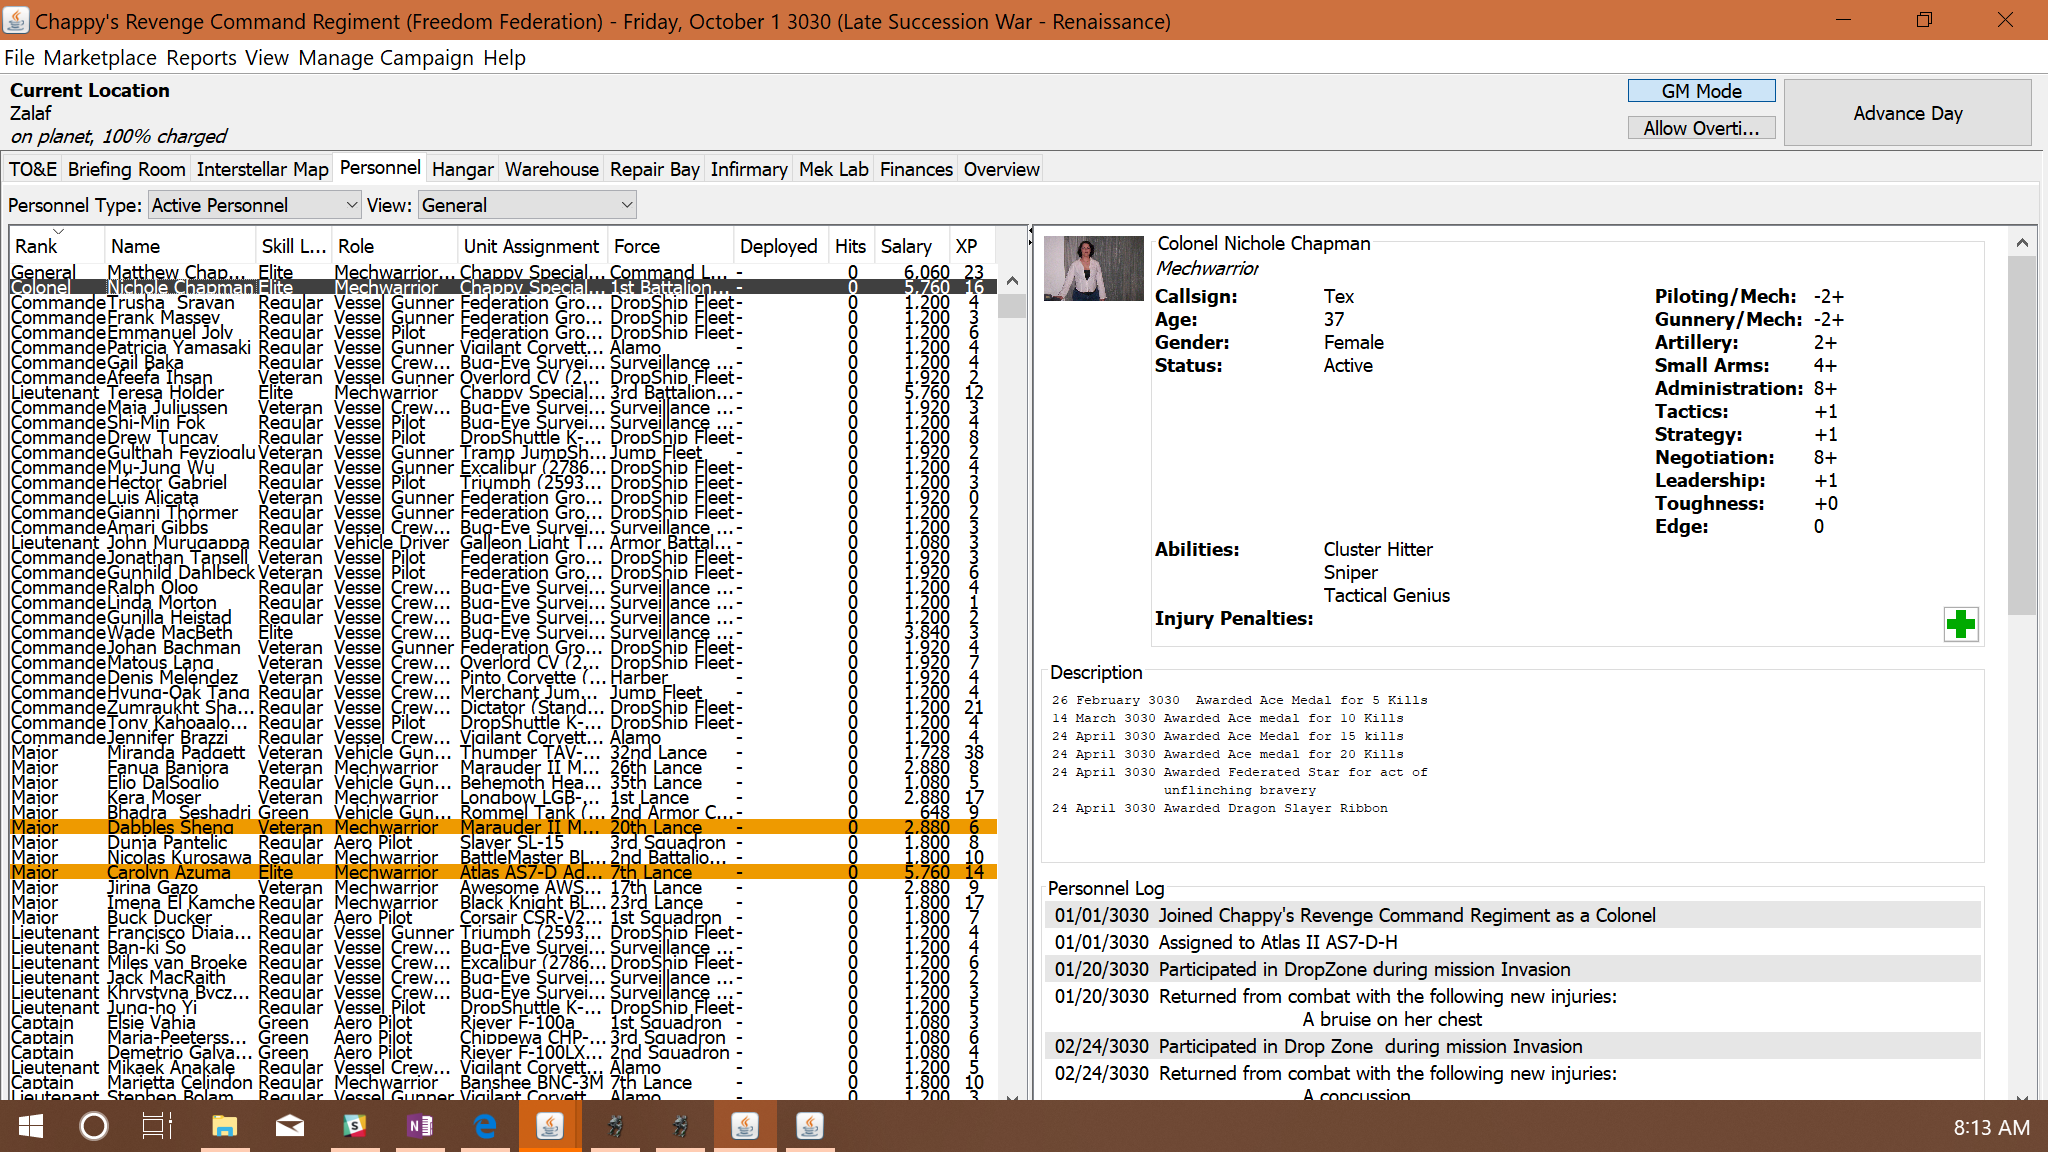 Chappy's Revenge Command Regiment (Freedom Federation) - Friday, October 1 3030 (Late Succession War - Renaissance)
File Marketplace Reports View Manage Campaign Help
Current Location
Zalaf
on planet, 100% charged
GM Mode
Allow Overti...
Advance Day
TO&E Briefing Room Interstellar Map Personnel Hangar Warehouse Repair Bay Infirmary Mek Lab Finances Overview
Personnel Type: Active Personnel View: General
Rank Name Skill L... Role Unit Assignment Force Deployed Hits Salary XP
General Matthew Chap... Elite Mechwarrior... Chappy Special... Command L... - 0 6,060 23
Colonel Nichole Chapman Elite Mechwarrior Chappy Special... 1st Battalion... - 0 5,760 16
Commande Trusha Sravan Regular Vessel Gunner Federation Gro... DropShip Fleet - 0 1,200 4
Commande Frank Massey Regular Vessel Gunner Federation Gro... DropShip Fleet - 0 1,200 3
Commande Emmanuel Joly Regular Vessel Pilot Federation Gro... DropShip Fleet - 0 1,200 6
Commande Patricia Yamasaki Regular Vessel Gunner Vigilant Corvett... Alamo - 0 1,200 4
Commande Gail Baka Regular Vessel Crew... Bug-Eye Survei... Surveillance ... - 0 1,200 4
Commande Afeefa Ihsan Veteran Vessel Gunner Overlord CV (2... DropShip Fleet - 0 1,920 2
Lieutenant Teresa Holder Elite Mechwarrior Chappy Special... 3rd Battalion... - 0 5,760 12
Commande Maja Juliussen Veteran Vessel Crew... Bug-Eye Survei... Surveillance ... - 0 1,920 3
Commande Shi-Min Fok Regular Vessel Pilot Bug-Eye Survei... Surveillance ... - 0 1,200 4
Commande Drew Tuncay Regular Vessel Pilot DropShuttle K-... DropShip Fleet - 0 1,200 8
Commande Gulthah Feyzioglu Veteran Vessel Gunner Tramp JumpSh... Jump Fleet - 0 1,920 2
Commande Mu-Jung Wu Regular Vessel Gunner Excalibur (2786... DropShip Fleet - 0 1,200 4
Commande Hector Gabriel Regular Vessel Pilot Triumph (2593... DropShip Fleet - 0 1,200 3
Commande Luis Alicata Veteran Vessel Gunner Federation Gro... DropShip Fleet - 0 1,920 0
Commande Gianni Thormer Regular Vessel Gunner Federation Gro... DropShip Fleet - 0 1,200 2
Commande Amari Gibbs Regular Vessel Crew... Bug-Eye Survei... Surveillance ... - 0 1,200 3
Lieutenant John Murugappa Regular Vehicle Driver Galleon Light T... Armor Battal... - 0 1,080 3
Commande Jonathan Tansell Veteran Vessel Pilot Federation Gro... DropShip Fleet - 0 1,920 3
Commande Gunhild Dahlbeck Veteran Vessel Pilot Federation Gro... DropShip Fleet - 0 1,920 6
Commande Ralph Oloo Regular Vessel Crew... Bug-Eye Survei... Surveillance ... - 0 1,200 4
Commande Linda Morton Regular Vessel Crew... Bug-Eye Survei... Surveillance ... - 0 1,200 1
Commande Gunilla Heistad Regular Vessel Crew... Bug-Eye Survei... Surveillance ... - 0 1,200 2
Commande Wade MacBeth Elite Vessel Crew... Bug-Eye Survei... Surveillance ... - 0 3,840 3
Commande Johan Bachman Veteran Vessel Gunner Federation Gro... DropShip Fleet - 0 1,920 4
Commande Matous Lang Veteran Vessel Crew... Overlord CV (2... DropShip Fleet - 0 1,920 7
Commande Denis Melendez Veteran Vessel Crew... Pinto Corvette (... Harber - 0 1,920 4
Commande Hyung-Oak Tang Regular Vessel Crew... Merchant Jum... Jump Fleet - 0 1,200 4
Commande Zumraukht Sha... Regular Vessel Crew... Dictator (Stand... DropShip Fleet - 0 1,200 21
Commande Tony Kahoaalo... Regular Vessel Pilot DropShuttle K-... DropShip Fleet - 0 1,200 4
Commande Jennifer Brazzi Regular Vessel Crew... Vigilant Corvett... Alamo - 0 1,200 4
Major Miranda Padgett Veteran Vehicle Gun... Thumper TAV-... 32nd Lance - 0 1,728 38
Major Fanua Banjora Veteran Mechwarrior Marauder II M... 26th Lance - 0 2,880 8
Major Elio DalSoglio Regular Vehicle Gun... Behemoth Hea... 35th Lance - 0 1,080 5
Major Kera Moser Veteran Mechwarrior Longbow LGB-... 1st Lance - 0 2,880 17
Major Bhadra Seshadri Green Vehicle Gun... Rommel Tank (... 2nd Armor C... - 0 648 9
Major Dabbles Sheng Veteran Mechwarrior Marauder II M... 20th Lance - 0 2,880 6
Major Dunja Pantelic Regular Aero Pilot Slayer SL-15 3rd Squadron - 0 1,800 8
Major Nicolas Kurosawa Regular Mechwarrior BattleMaster BL... 2nd Battalio... - 0 1,800 10
Major Carolyn Azuma Elite Mechwarrior Atlas AS7-D Ad... 7th Lance - 0 5,760 14
Major Jirina Gazo Veteran Mechwarrior Awesome AWS... 17th Lance - 0 2,880 9
Major Imena El Kamche Regular Mechwarrior Black Knight BL... 23rd Lance - 0 1,800 17
Major Buck Ducker Regular Aero Pilot Corsair CSR-V2... 1st Squadron - 0 1,800 7
Lieutenant Francisco Diaja... Regular Vessel Gunner Triumph (2593... DropShip Fleet - 0 1,200 4
Lieutenant Ban-ki So Regular Vessel Crew... Bug-Eye Survei... Surveillance ... - 0 1,200 4
Lieutenant Miles van Broeke Regular Vessel Crew... Excalibur (2786... DropShip Fleet - 0 1,200 6
Lieutenant Jack MacRaith Regular Vessel Crew... Bug-Eye Survei... Surveillance ... - 0 1,200 2
Lieutenant Khrystyna Bycz... Regular Vessel Crew... Bug-Eye Survei... Surveillance ... - 0 1,200 3
Lieutenant Jung-ho Yi Regular Vessel Pilot DropShuttle K-... DropShip Fleet - 0 1,200 5
Captain Elsie Vahia Green Aero Pilot Riever F-100a 1st Squadron - 0 1,080 3
Captain Maria-Peeterss... Green Aero Pilot Chippewa CHP-... 3rd Squadron - 0 1,080 6
Captain Demetrio Galva... Green Aero Pilot Riever F-100LX... 2nd Squadron - 0 1,080 4
Lieutenant Mikaek Anakale Regular Vessel Crew... Vigilant Corvett... Alamo - 0 1,200 5
Captain Marietta Celindon Regular Mechwarrior Banshee BNC-3M 7th Lance - 0 1,800 10
Lieutenant Stephen Bolam Regular Vessel Gunner Vigilant Corvett... Alamo - 0 1,200 3
Colonel Nichole Chapman
Mechwarrior
Callsign: Tex
Age: 37
Gender: Female
Status: Active
Piloting/Mech: -2+
Gunnery/Mech: -2+
Artillery: 2+
Small Arms: 4+
Administration: 8+
Tactics: +1
Strategy: +1
Negotiation: 8+
Leadership: +1
Toughness: +0
Edge: 0
Abilities: Cluster Hitter
Sniper
Tactical Genius
Injury Penalties:
Description
26 February 3030 Awarded Ace Medal for 5 Kills
14 March 3030 Awarded Ace medal for 10 Kills
24 April 3030 Awarded Ace Medal for 15 kills
24 April 3030 Awarded Ace medal for 20 Kills
24 April 3030 Awarded Federated Star for act of
unflinching bravery
24 April 3030 Awarded Dragon Slayer Ribbon
Personnel Log
01/01/3030 Joined Chappy's Revenge Command Regiment as a Colonel
01/01/3030 Assigned to Atlas II AS7-D-H
01/20/3030 Participated in DropZone during mission Invasion
01/20/3030 Returned from combat with the following new injuries:
A bruise on her chest
02/24/3030 Participated in Drop Zone during mission Invasion
02/24/3030 Returned from combat with the following new injuries:
A concussion
8:13 AM